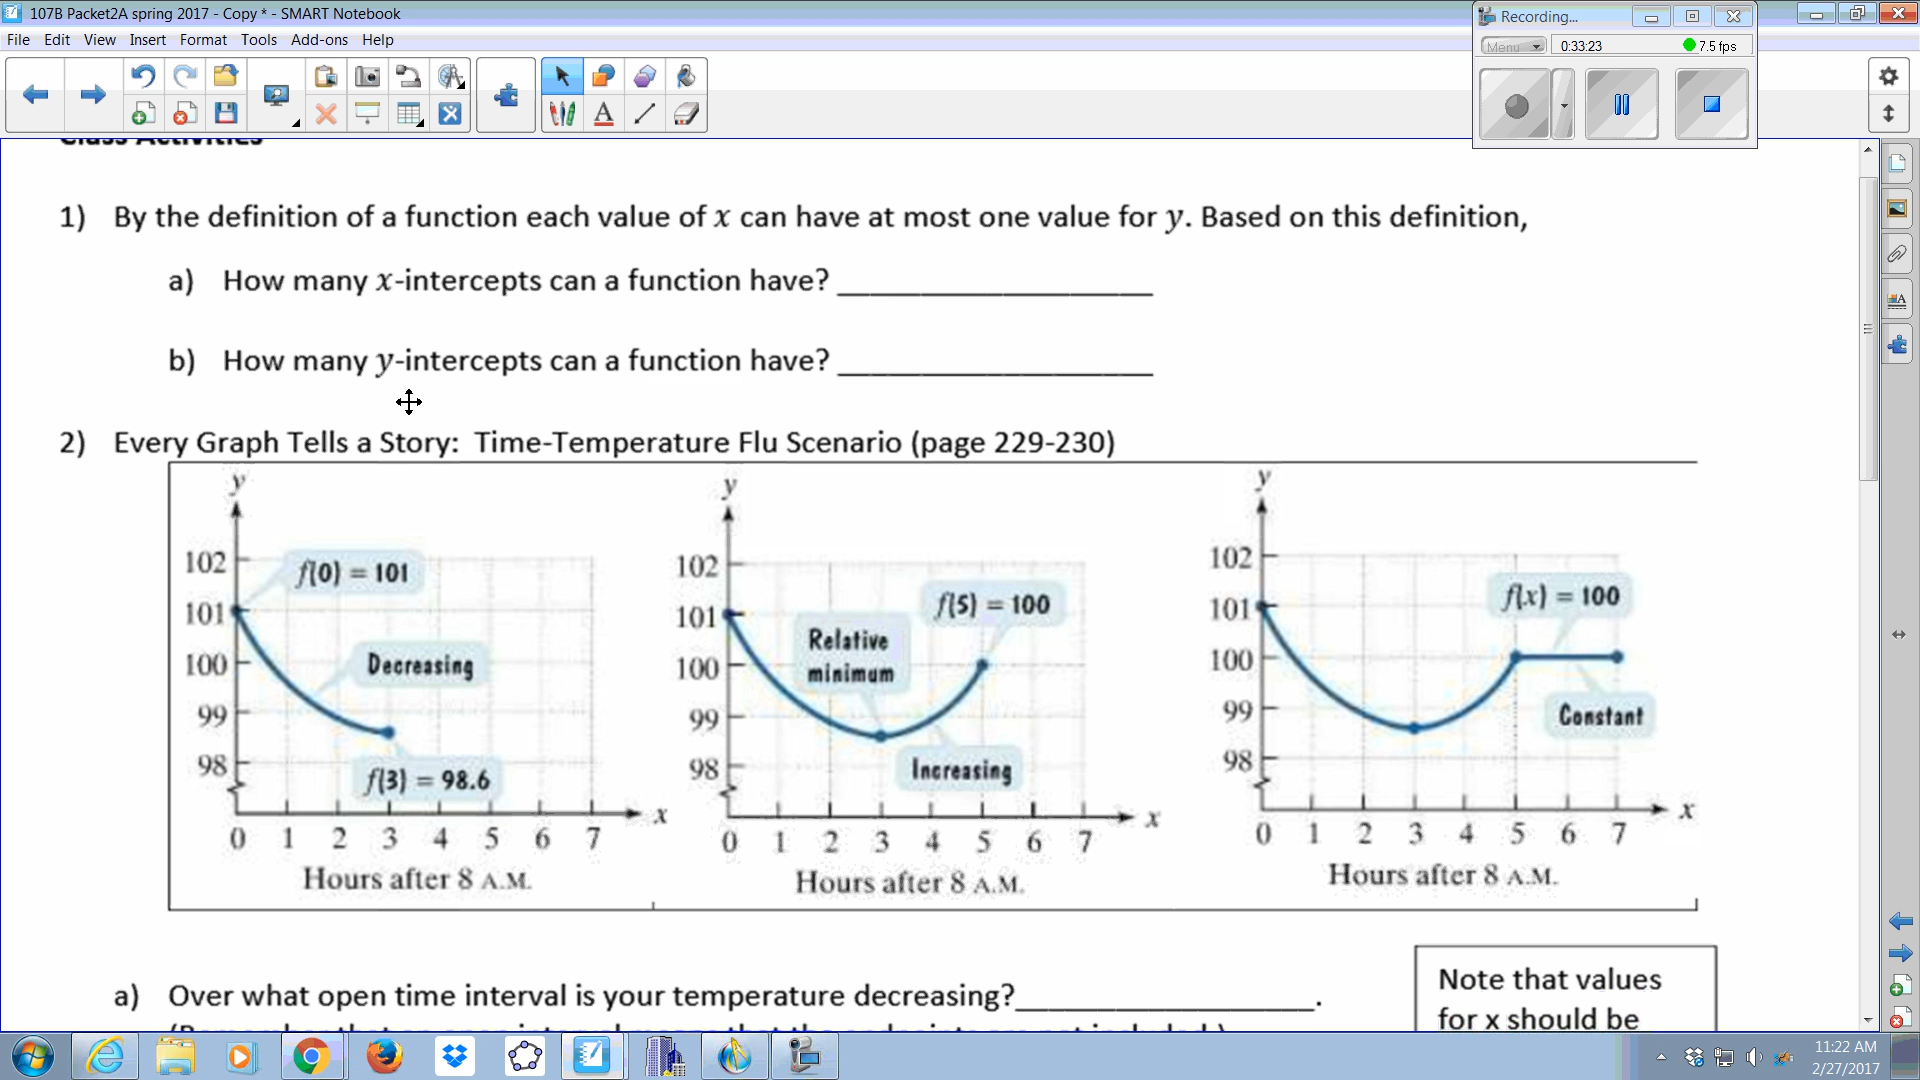 107B Packet2A spring 2017 - Copy * - SMART Notebook
Recording...
File Edit View Insert Format Tools Add-ons Help
Menu 0:33:23 7.5 fps
Class Activities
1) By the definition of a function each value of x can have at most one value for y. Based on this definition,
a) How many x-intercepts can a function have? ___________________
b) How many y-intercepts can a function have? ___________________
2) Every Graph Tells a Story: Time-Temperature Flu Scenario (page 229-230)
y
102
101
100
99
98
f(0) = 101
Decreasing
f(3) = 98.6
0 1 2 3 4 5 6 7 x
Hours after 8 A.M.
y
102
101
100
99
98
f(5) = 100
Relative
minimum
Increasing
0 1 2 3 4 5 6 7 x
Hours after 8 A.M.
y
102
101
100
99
98
f(x) = 100
Constant
0 1 2 3 4 5 6 7 x
Hours after 8 A.M.
a) Over what open time interval is your temperature decreasing?___________________.
Note that values
for x should be
11:22 AM
2/27/2017